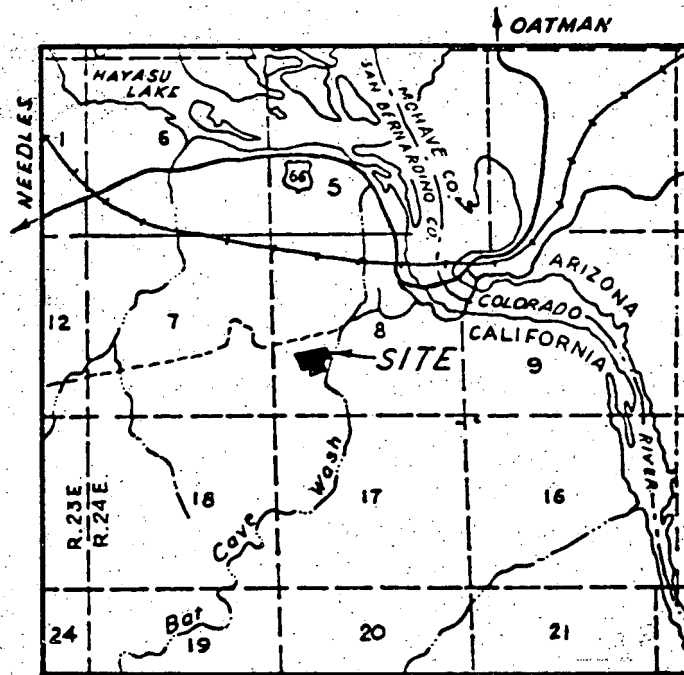 OATMAN
HAVASU
LAKE
MOHAVE CO.
SAN BERNARDINO CO.
NEEDLES
1
6
66
5
ARIZONA
COLORADO
CALIFORNIA
RIVER
12
7
8
9
SITE
R.23E
R.24E.
18
17
16
Bat Cave Wash
24
19
20
21